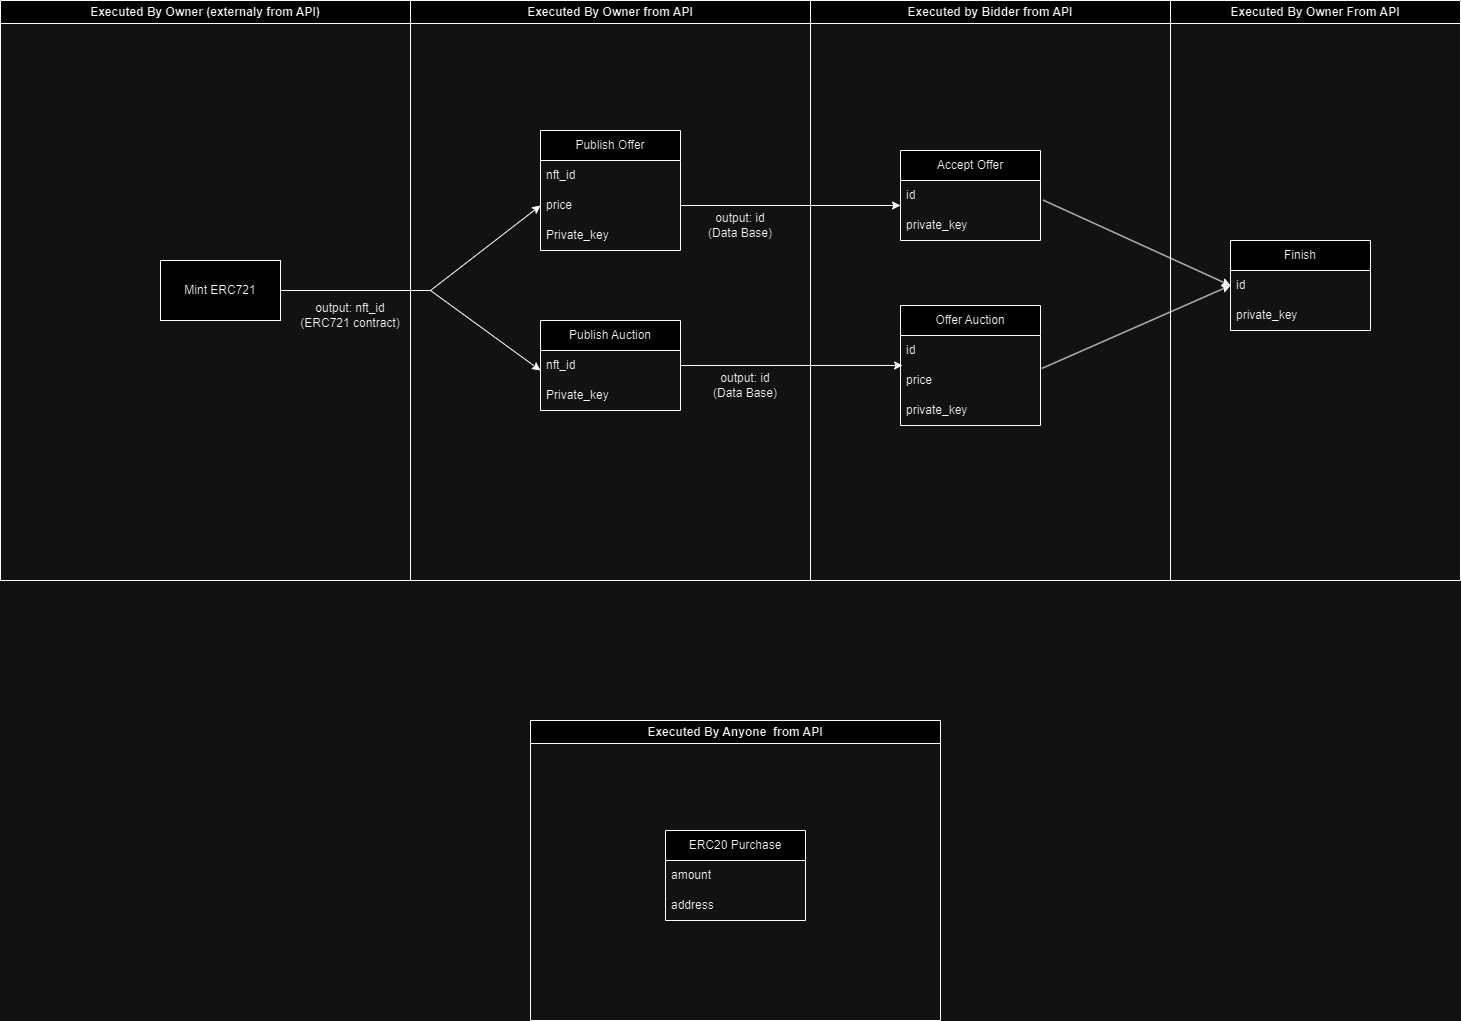 Executed By Owner (externaly from API)
Executed By Owner from API
Executed by Bidder from API
Executed By Owner From API
Mint ERC721
output: nft_id
(ERC721 contract)
Publish Offer
nft_id
price
Private_key
output: id
(Data Base)
Publish Auction
nft_id
Private_key
output: id
(Data Base)
Accept Offer
id
private_key
Offer Auction
id
price
private_key
Finish
id
private_key
Executed By Anyone  from API
ERC20 Purchase
amount
address